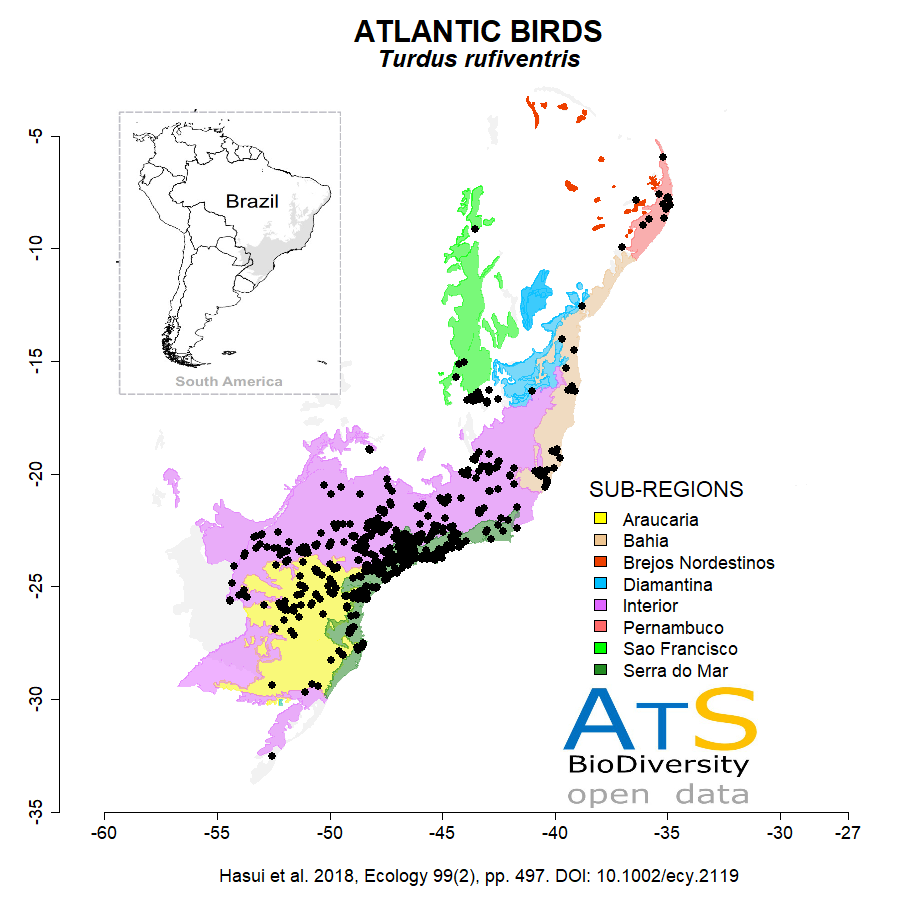 ATLANTIC BIRDS
Turdus rufiventris
Brazil
South America
-5
-10
-15
-20
-25
-30
-35
SUB-REGIONS
Araucaria
Bahia
Brejos Nordestinos
Diamantina
Interior
Pernambuco
Sao Francisco
Serra do Mar
ATS
BioDiversity
open data
-60 -55 -50 -45 -40 -35 -30 -27
Hasui et al. 2018, Ecology 99(2), pp. 497. DOI: 10.1002/ecy.2119